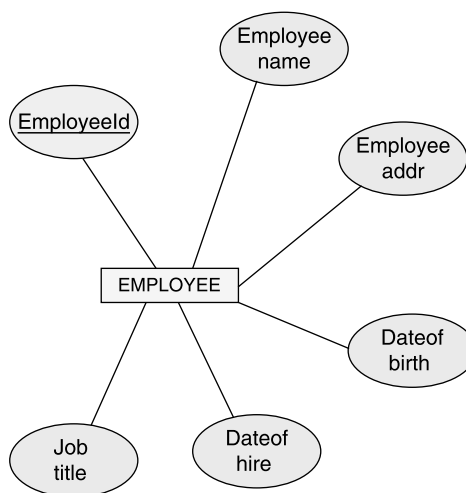 Employee
name
EmployeeId
Employee
addr
EMPLOYEE
Dateof
birth
Job
title
Dateof
hire